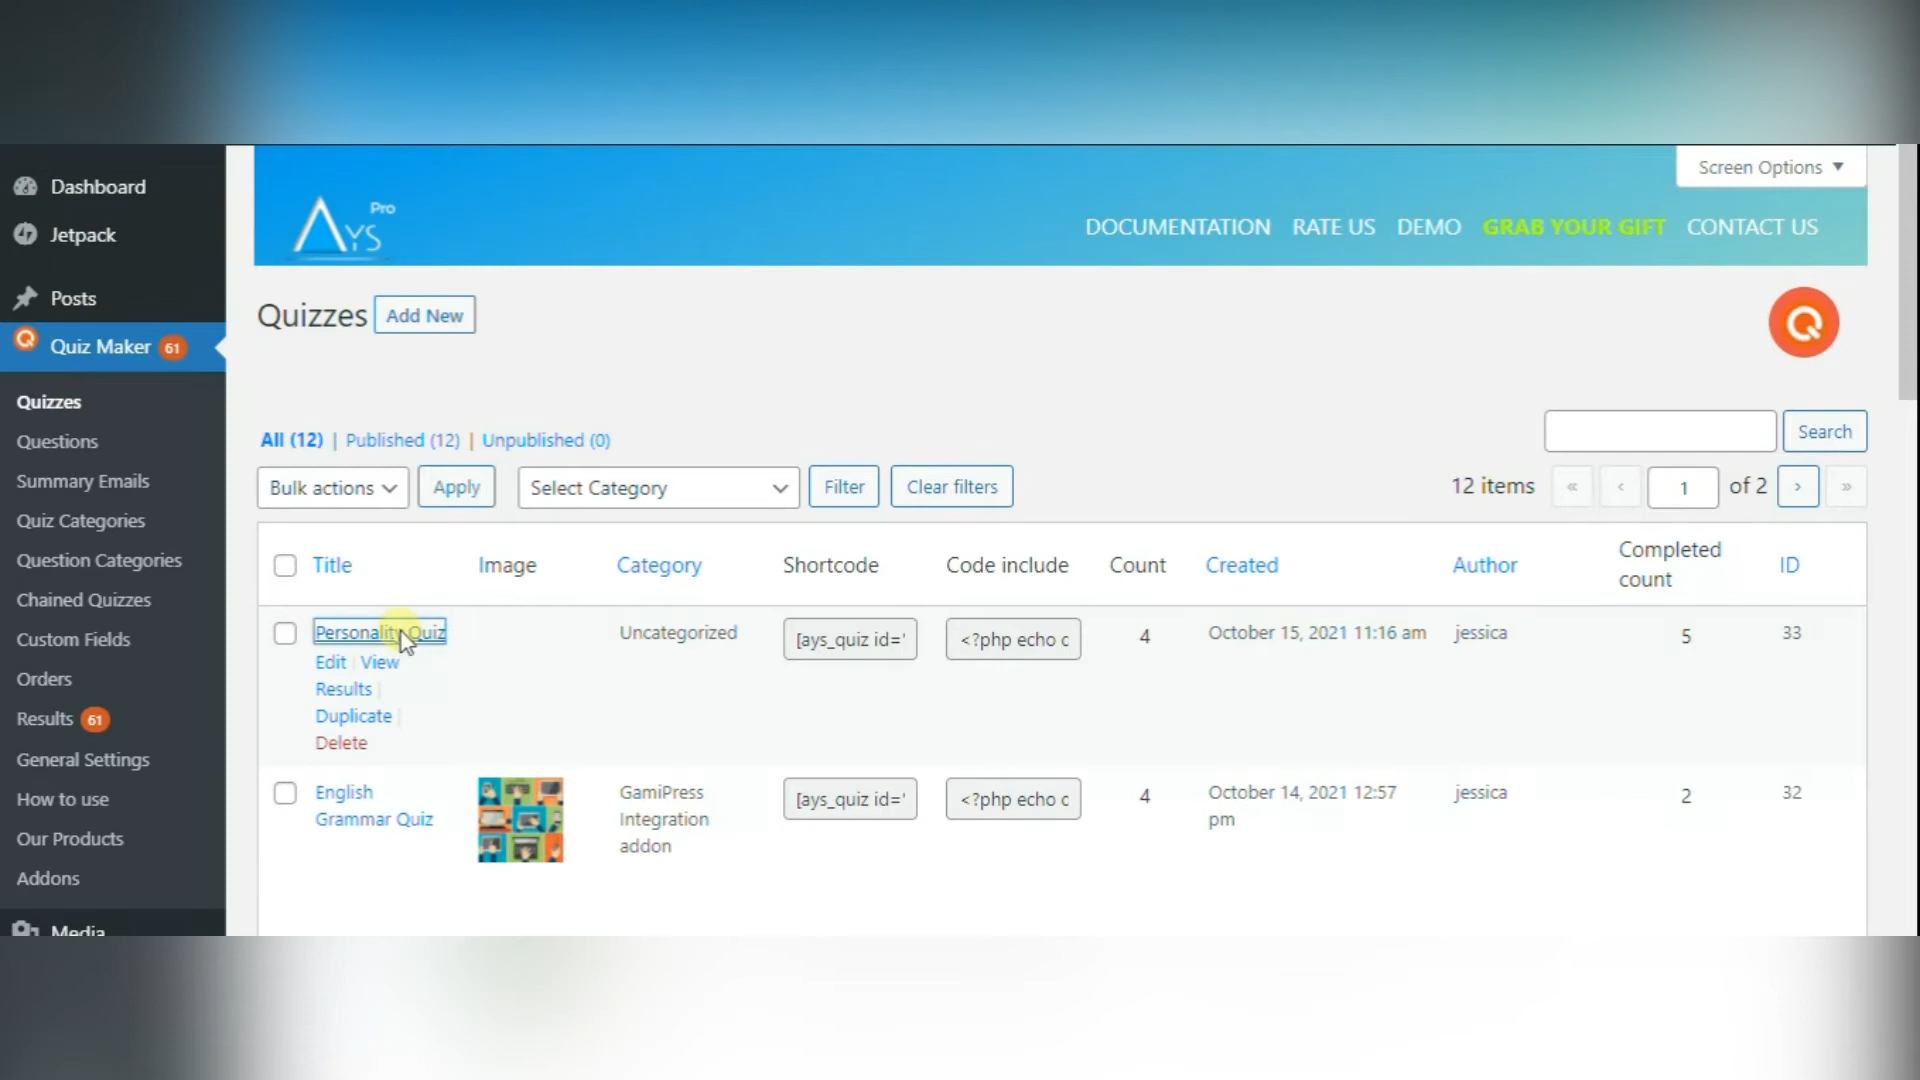 Dashboard
Jetpack
Posts
Quiz Maker 61
Quizzes
Questions
Summary Emails
Quiz Categories
Question Categories
Chained Quizzes
Custom Fields
Orders
Results 61
General Settings
How to use
Our Products
Addons
Media
Screen Options
AYS Pro
DOCUMENTATION RATE US DEMO GRAB YOUR GIFT CONTACT US
Quizzes Add New
All (12) | Published (12) | Unpublished (0)
Search
Bulk actions Apply Select Category Filter Clear filters 12 items « ‹ 1 of 2 › »
Title Image Category Shortcode Code include Count Created Author Completed count ID
Personality Quiz Uncategorized [ays_quiz id=' <?php echo c 4 October 15, 2021 11:16 am jessica 5 33
Edit | View
Results |
Duplicate |
Delete
English Grammar Quiz GamiPress Integration addon [ays_quiz id=' <?php echo c 4 October 14, 2021 12:57 pm jessica 2 32